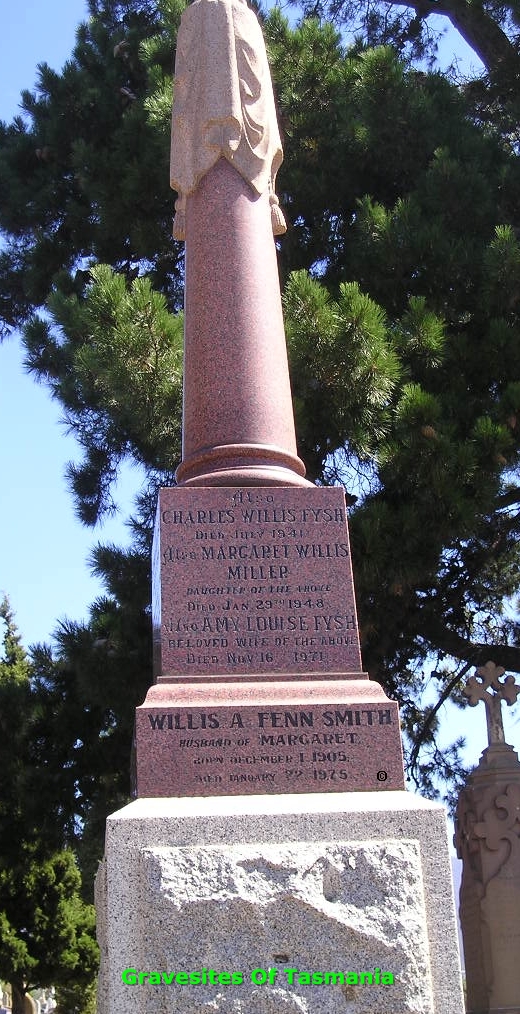 Also
CHARLES WILLIS FYSH
DIED JULY 1941
Also MARGARET WILLIS
MILLER
DAUGHTER OF THE ABOVE
DIED JAN. 29TH 1948
Also AMY LOUISE FYSH
BELOVED WIFE OF THE ABOVE
DIED NOV 16 1971
WILLIS A. FENN SMITH
HUSBAND OF MARGARET
BORN DECEMBER 1 1905.
DIED JANUARY 22 1975
Gravesites Of Tasmania